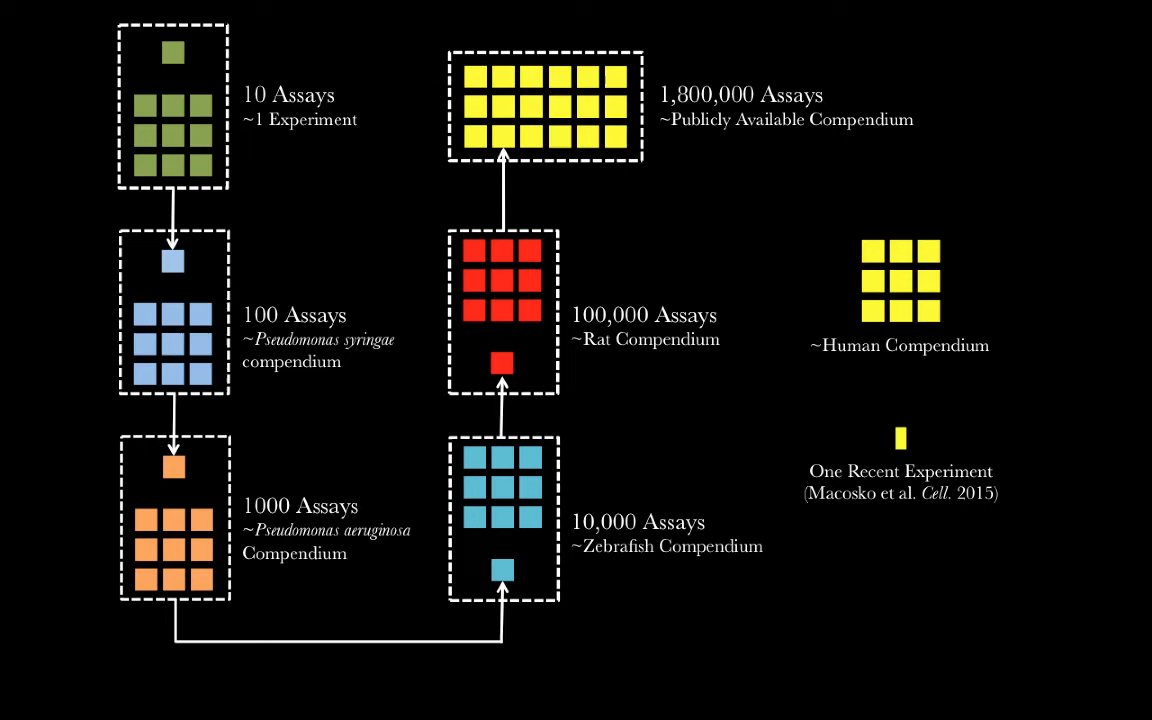 10 Assays
~1 Experiment
100 Assays
~Pseudomonas syringae
compendium
1000 Assays
~Pseudomonas aeruginosa
Compendium
1,800,000 Assays
~Publicly Available Compendium
100,000 Assays
~Rat Compendium
10,000 Assays
~Zebrafish Compendium
~Human Compendium
One Recent Experiment
(Macosko et al. Cell. 2015)